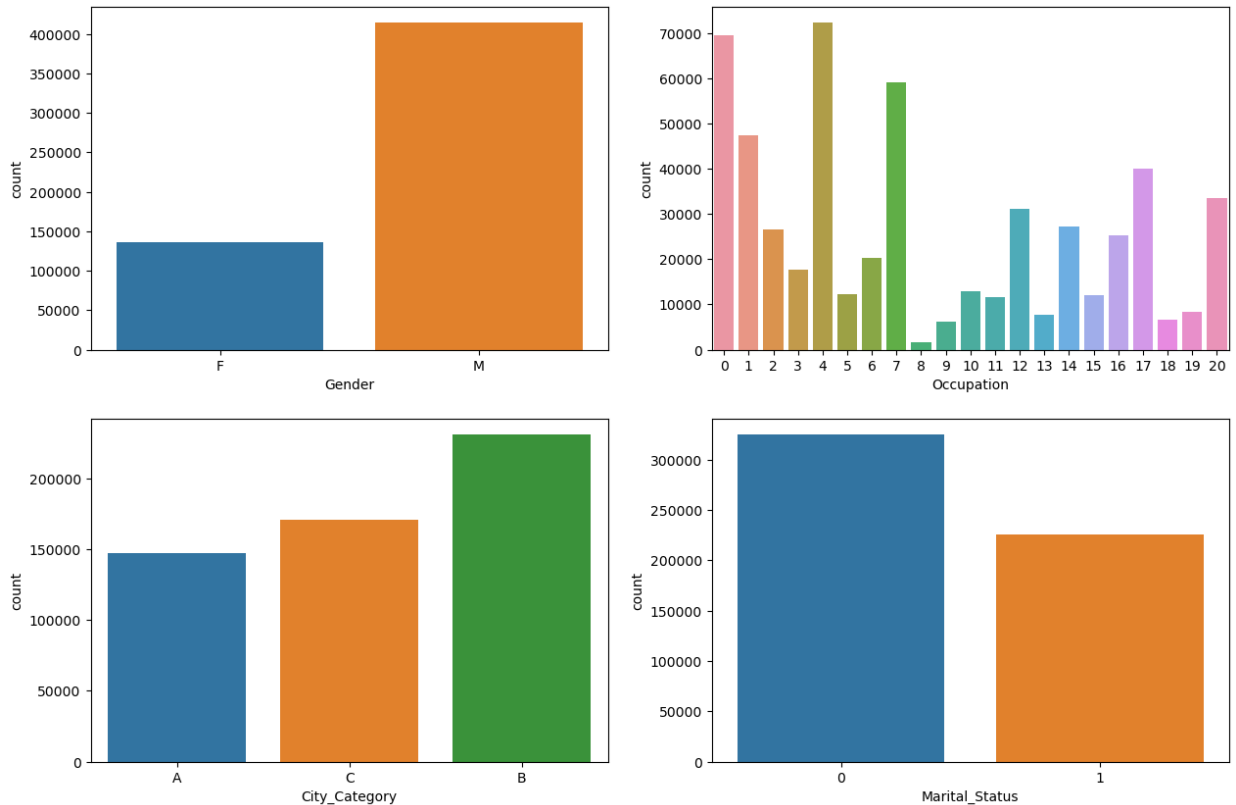 400000
350000
300000
250000
200000
150000
100000
50000
0
count
F M
Gender
70000
60000
50000
40000
30000
20000
10000
0
count
0 1 2 3 4 5 6 7 8 9 10 11 12 13 14 15 16 17 18 19 20
Occupation
200000
150000
100000
50000
0
count
A C B
City_Category
300000
250000
200000
150000
100000
50000
0
count
0 1
Marital_Status